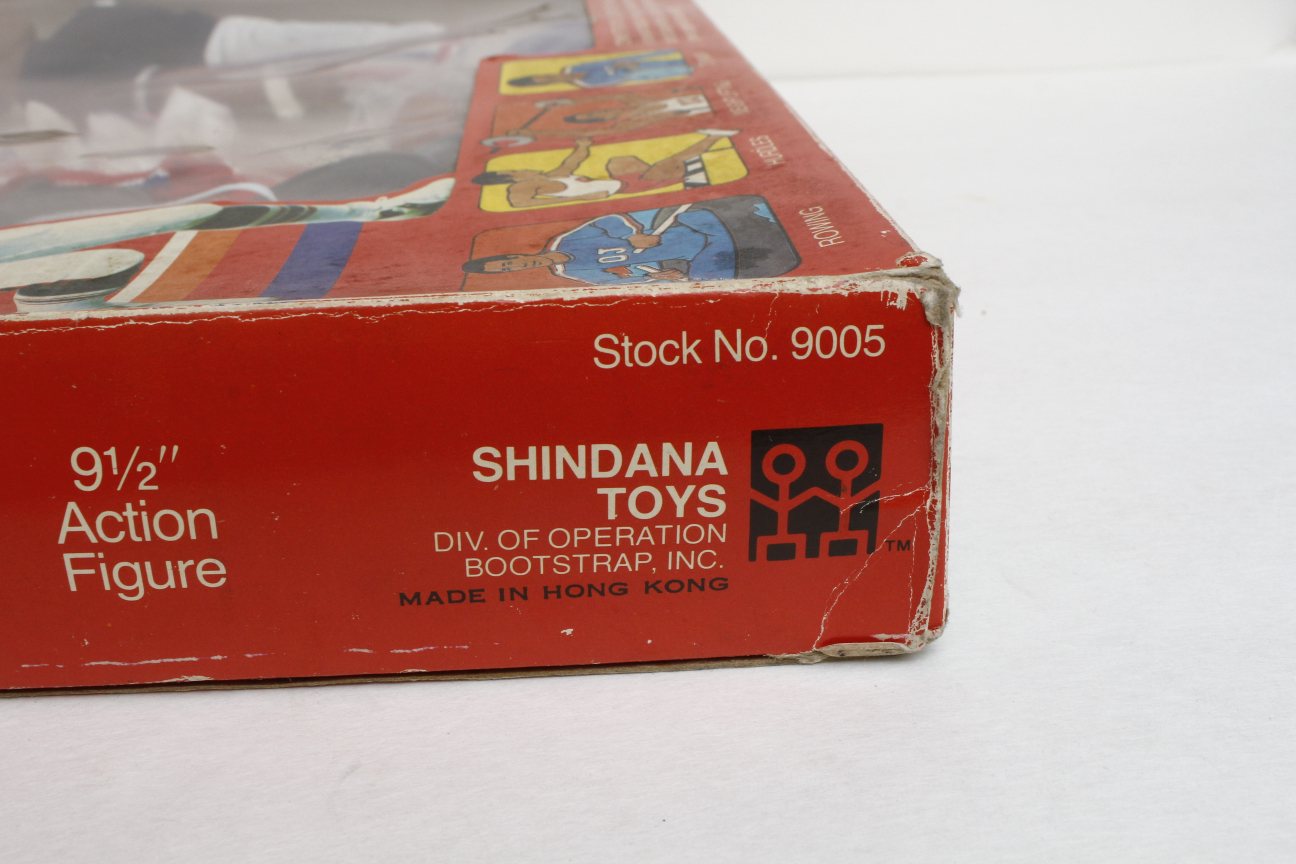 HURDLES
ROWING
OJ
Stock No. 9005
9½"
Action
Figure
SHINDANA
TOYS
DIV. OF OPERATION
BOOTSTRAP, INC.
MADE IN HONG KONG
TM